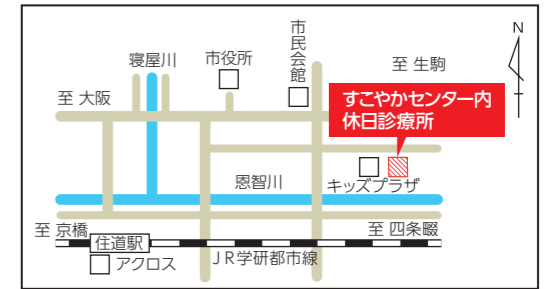 寝屋川
市役所
市民会館
N
至 生駒
至 大阪
すこやかセンター内
休日診療所
恩智川
キッズプラザ
至 京橋
至 四条畷
住道駅
JR学研都市線
アクロス